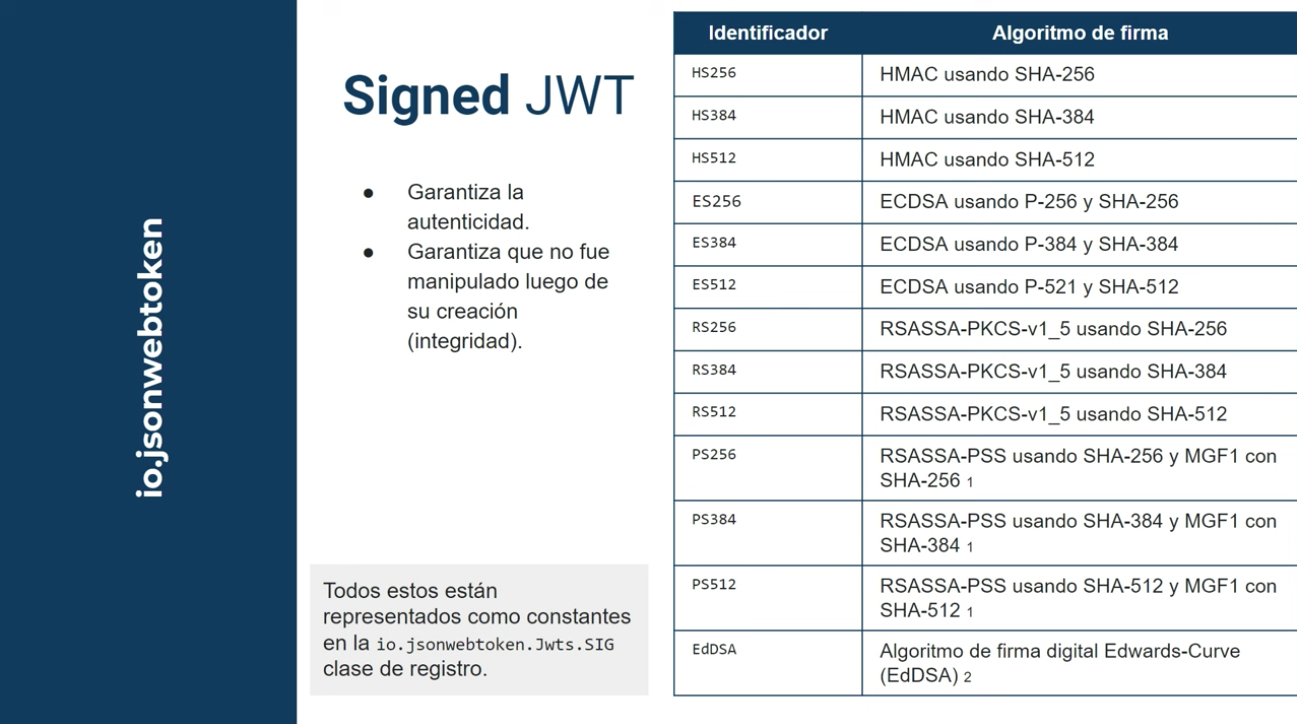 io.jsonwebtoken
Signed JWT
● Garantiza la
autenticidad.
● Garantiza que no fue
manipulado luego de
su creación
(integridad).
Todos estos están
representados como constantes
en la io.jsonwebtoken.Jwts.SIG
clase de registro.
Identificador Algoritmo de firma
HS256 HMAC usando SHA-256
HS384 HMAC usando SHA-384
HS512 HMAC usando SHA-512
ES256 ECDSA usando P-256 y SHA-256
ES384 ECDSA usando P-384 y SHA-384
ES512 ECDSA usando P-521 y SHA-512
RS256 RSASSA-PKCS-v1_5 usando SHA-256
RS384 RSASSA-PKCS-v1_5 usando SHA-384
RS512 RSASSA-PKCS-v1_5 usando SHA-512
PS256 RSASSA-PSS usando SHA-256 y MGF1 con
SHA-256 1
PS384 RSASSA-PSS usando SHA-384 y MGF1 con
SHA-384 1
PS512 RSASSA-PSS usando SHA-512 y MGF1 con
SHA-512 1
EdDSA Algoritmo de firma digital Edwards-Curve
(EdDSA) 2